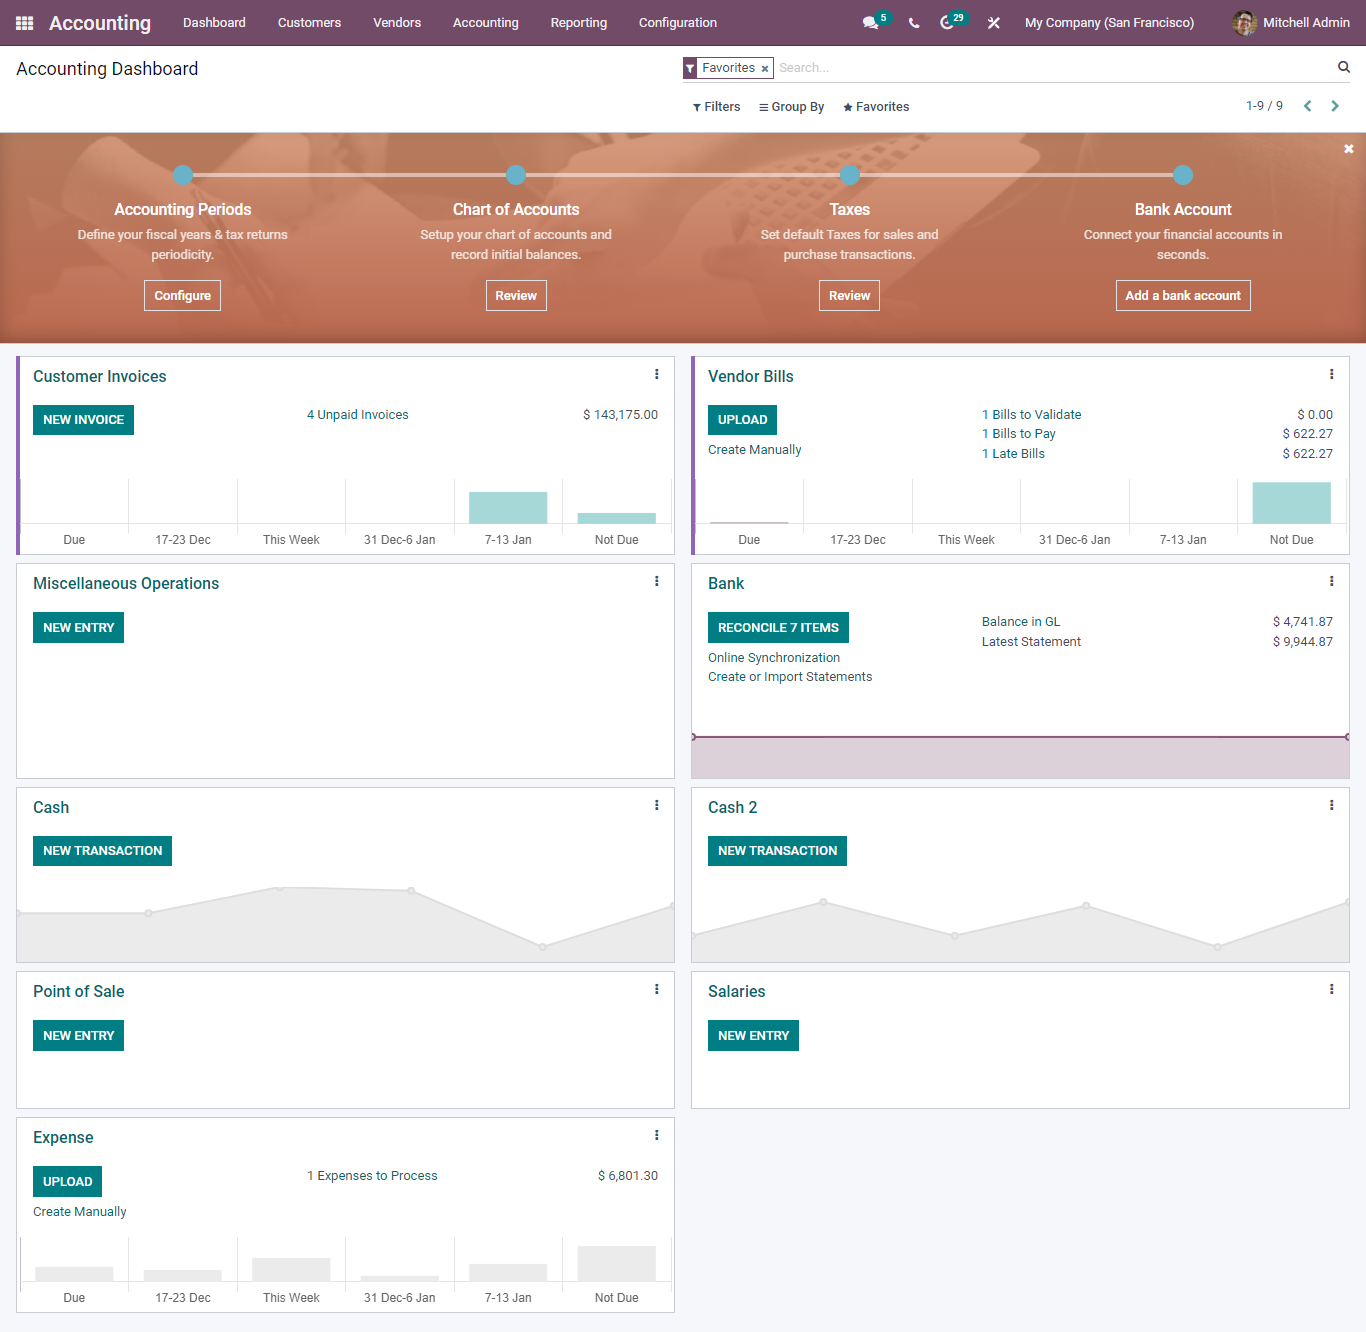 Accounting Dashboard Customers Vendors Accounting Reporting Configuration 5 29 My Company (San Francisco) Mitchell Admin
Accounting Dashboard
Favorites × Search...
Filters Group By Favorites 1-9 / 9
Accounting Periods
Define your fiscal years & tax returns
periodicity.
Configure
Chart of Accounts
Setup your chart of accounts and
record initial balances.
Review
Taxes
Set default Taxes for sales and
purchase transactions.
Review
Bank Account
Connect your financial accounts in
seconds.
Add a bank account
Customer Invoices
NEW INVOICE 4 Unpaid Invoices $ 143,175.00
Due 17-23 Dec This Week 31 Dec-6 Jan 7-13 Jan Not Due
Vendor Bills
UPLOAD
Create Manually
1 Bills to Validate $ 0.00
1 Bills to Pay $ 622.27
1 Late Bills $ 622.27
Due 17-23 Dec This Week 31 Dec-6 Jan 7-13 Jan Not Due
Miscellaneous Operations
NEW ENTRY
Bank
RECONCILE 7 ITEMS
Online Synchronization
Create or Import Statements
Balance in GL $ 4,741.87
Latest Statement $ 9,944.87
Cash
NEW TRANSACTION
Cash 2
NEW TRANSACTION
Point of Sale
NEW ENTRY
Salaries
NEW ENTRY
Expense
UPLOAD 1 Expenses to Process $ 6,801.30
Create Manually
Due 17-23 Dec This Week 31 Dec-6 Jan 7-13 Jan Not Due